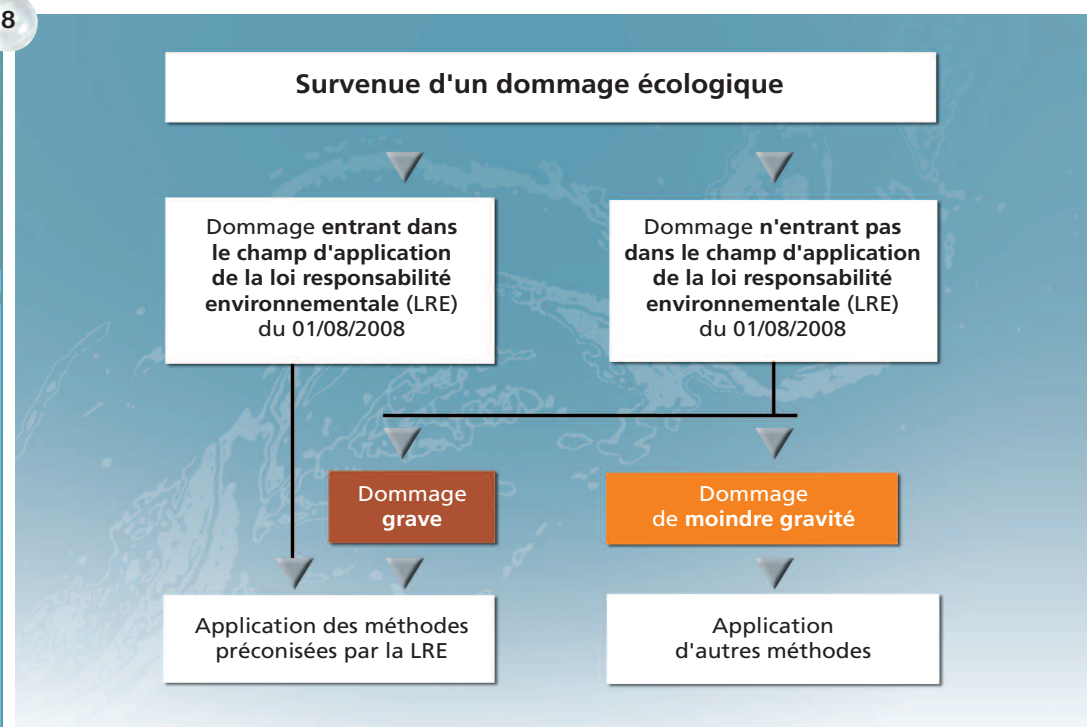 8
Survenue d'un dommage écologique
Dommage entrant dans
le champ d'application
de la loi responsabilité
environnementale (LRE)
du 01/08/2008
Dommage n'entrant pas
dans le champ d'application
de la loi responsabilité
environnementale (LRE)
du 01/08/2008
Dommage
grave
Dommage
de moindre gravité
Application des méthodes
préconisées par la LRE
Application
d'autres méthodes